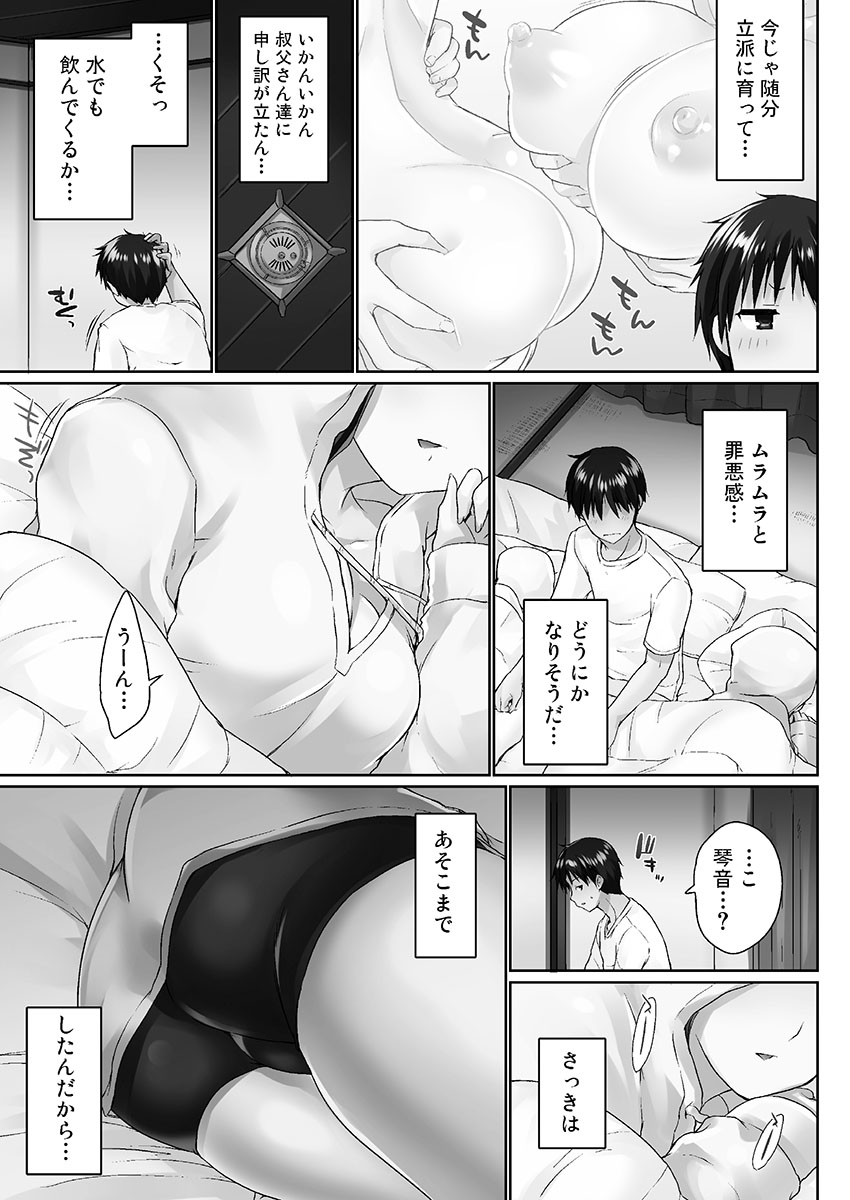 今じゃ随分
立派に育って…
もん
もん
いかんいかん
叔父さん達に
申し訳が立たん…
…くそっ
水でも
飲んでくるか…
むくっ
ムラムラと
罪悪感…
どうにか
なりそうだ…
うーん…
…こ
琴音…?
ドキッ
さっきは
あそこまで
したんだから…